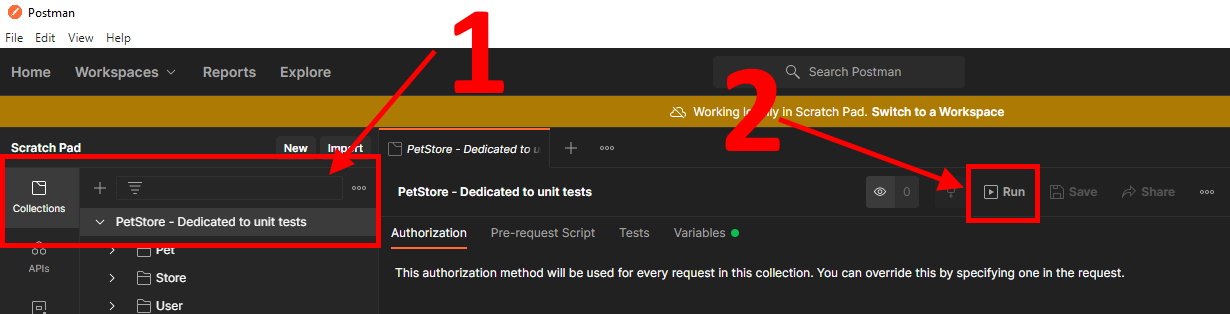 Postman
File Edit View Help
1
Home Workspaces Reports Explore
Search Postman
2
Working lo ly in Scratch Pad. Switch to a Workspace
Scratch Pad
New Import
PetStore - Dedicated to u
Collections
PetStore - Dedicated to unit tests
0
Run
Save
Share
PetStore - Dedicated to unit tests
Authorization Pre-request Script Tests Variables
APIs
Pet
Store
User
This authorization method will be used for every request in this collection. You can override this by specifying one in the request.